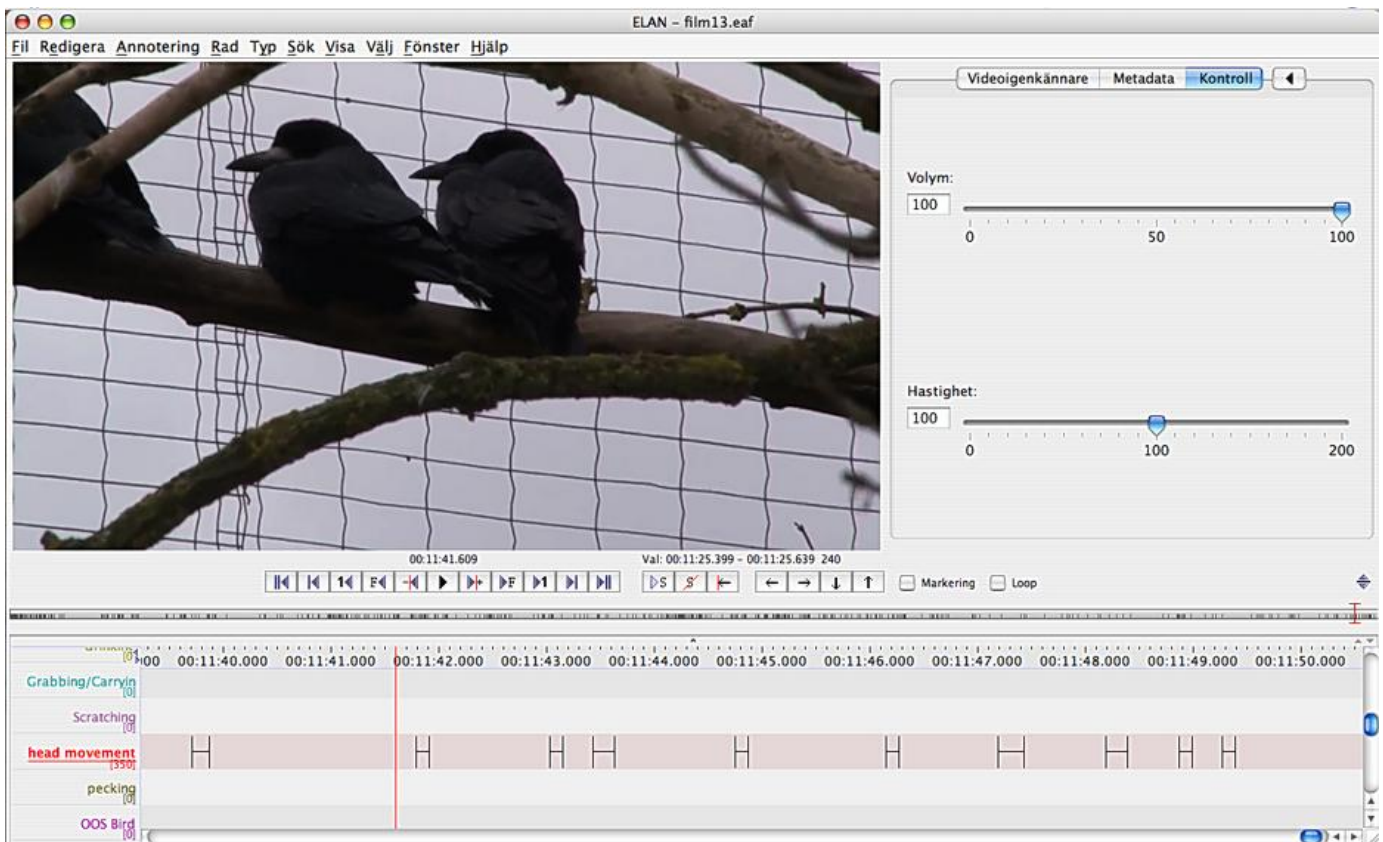 ELAN – film13.eaf
Fil Redigera Annotering Rad Typ Sök Visa Välj Fönster Hjälp
Videoigenkännare Metadata Kontroll
Volym:
100
0 50 100
Hastighet:
100
0 100 200
00:11:41.609 Val: 00:11:25.399 – 00:11:25.639 240
1 F F 1 S S Markering Loop
[0] 000 00:11:40.000 00:11:41.000 00:11:42.000 00:11:43.000 00:11:44.000 00:11:45.000 00:11:46.000 00:11:47.000 00:11:48.000 00:11:49.000 00:11:50.000
Grabbing/Carryin
[0]
Scratching
[0]
head movement
[350]
pecking
[0]
OOS Bird
[0]